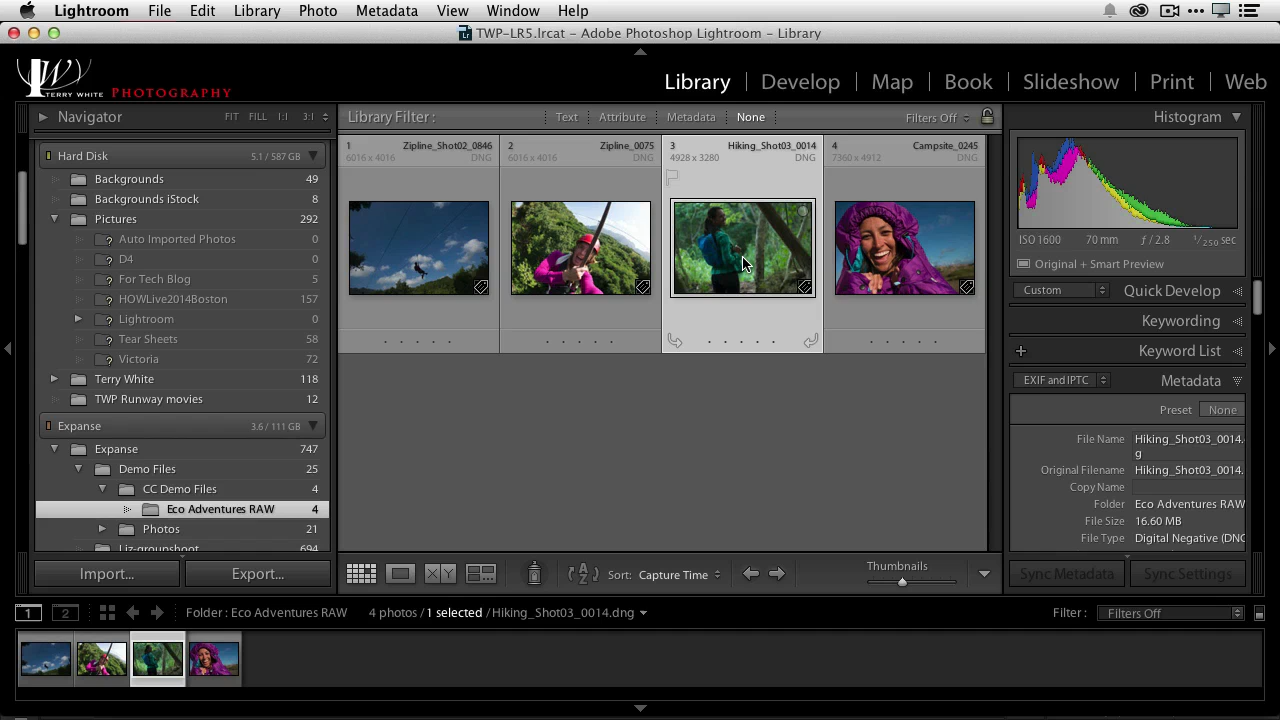 Lightroom File Edit Library Photo Metadata View Window Help
TWP-LR5.lrcat – Adobe Photoshop Lightroom – Library
TERRY WHITE PHOTOGRAPHY
Library Develop Map Book Slideshow Print Web
Navigator FIT FILL 1:1 3:1
Hard Disk 5.1 / 587 GB
Backgrounds 49
Backgrounds iStock 8
Pictures 292
Auto Imported Photos 0
D4 0
For Tech Blog 5
HOWLive2014Boston 157
Lightroom 0
Tear Sheets 58
Victoria 72
Terry White 118
TWP Runway movies 12
Expanse 3.6 / 111 GB
Expanse 747
Demo Files 25
CC Demo Files 4
Eco Adventures RAW 4
Photos 21
Liz-groupshoot 694
Import... Export...
Library Filter : Text Attribute Metadata None Filters Off
1 Zipline_Shot02_0846
6016 x 4016 DNG
2 Zipline_0075
6016 x 4016 DNG
3 Hiking_Shot03_0014
4928 x 3280 DNG
4 Campsite_0245
7360 x 4912 DNG
Sort: Capture Time Thumbnails
Histogram
ISO 1600 70 mm ƒ / 2.8 1/250 sec
Original + Smart Preview
Custom Quick Develop
Keywording
Keyword List
EXIF and IPTC Metadata
Preset None
File Name Hiking_Shot03_0014.
g
Original Filename Hiking_Shot03_0014.
Copy Name
Folder Eco Adventures RAW
File Size 16.60 MB
File Type Digital Negative (DNG
Sync Metadata Sync Settings
1 2 Folder : Eco Adventures RAW 4 photos / 1 selected / Hiking_Shot03_0014.dng Filter : Filters Off